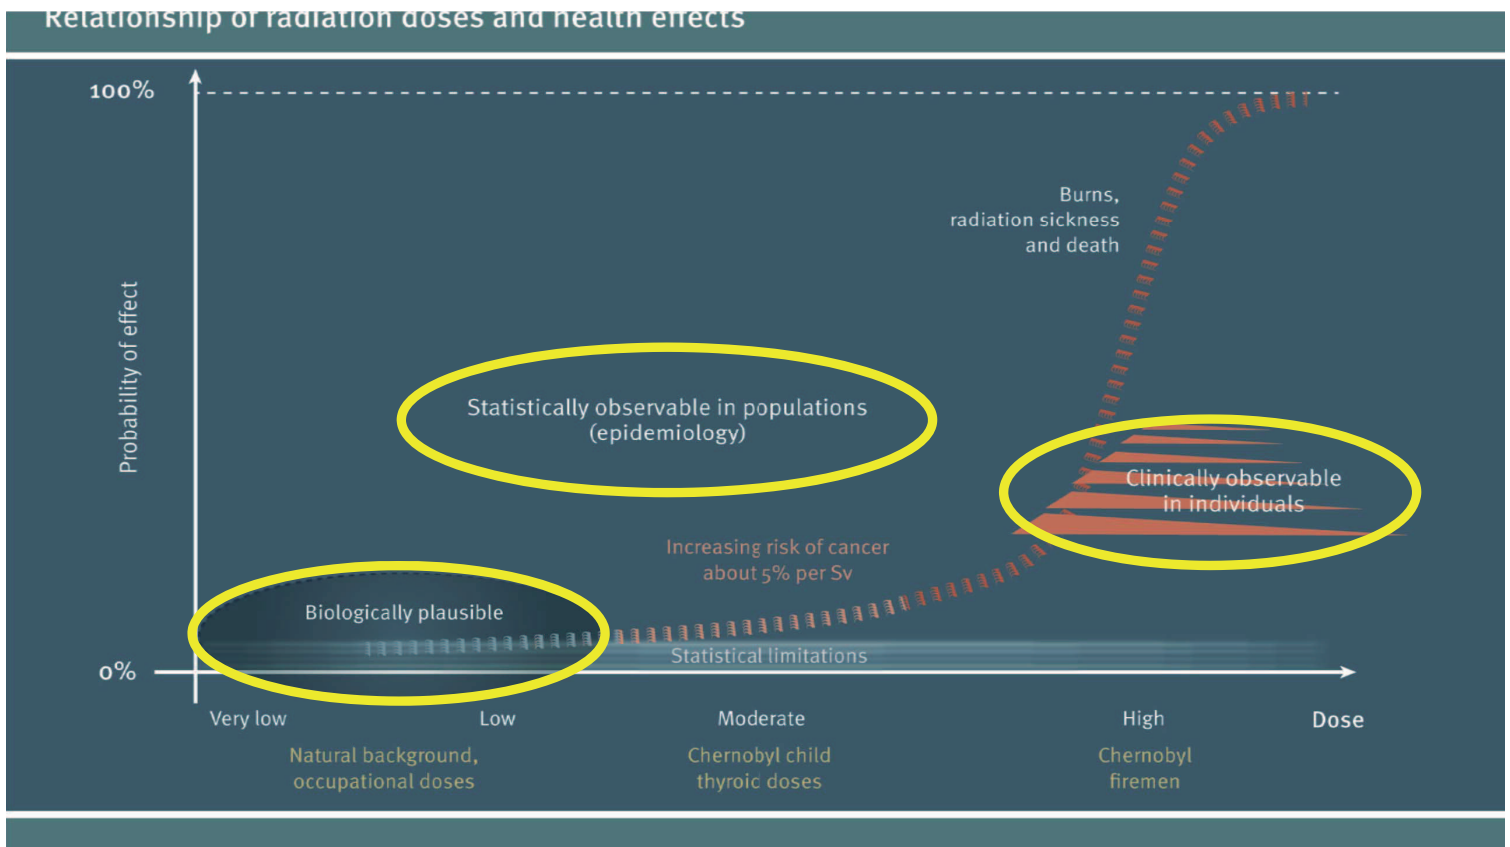 Relationship of radiation doses and health effects
100%
Burns,
radiation sickness
and death
Probability of effect
Statistically observable in populations
(epidemiology)
Clinically observable
in individuals
Increasing risk of cancer
about 5% per Sv
Biologically plausible
Statistical limitations
0%
Very low
Low
Moderate
High
Dose
Natural background,
occupational doses
Chernobyl child
thyroid doses
Chernobyl
firemen